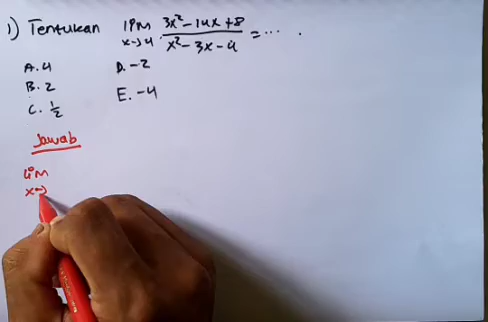 1) Tentukan lim x→4 3x² - 14x + 8 / x² - 3x - 4 = ... .
A. 4 D. -2
B. 2 E. -4
C. 1/2
Jawab
lim
x→